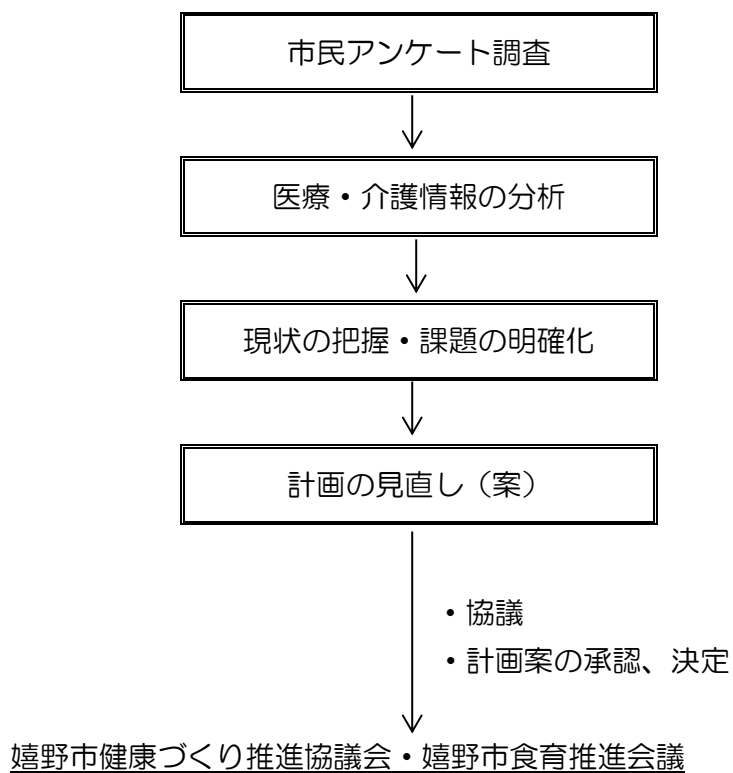 市民アンケート調査
医療・介護情報の分析
現状の把握・課題の明確化
計画の見直し（案）
・協議
・計画案の承認、決定
嬉野市健康づくり推進協議会・嬉野市食育推進会議